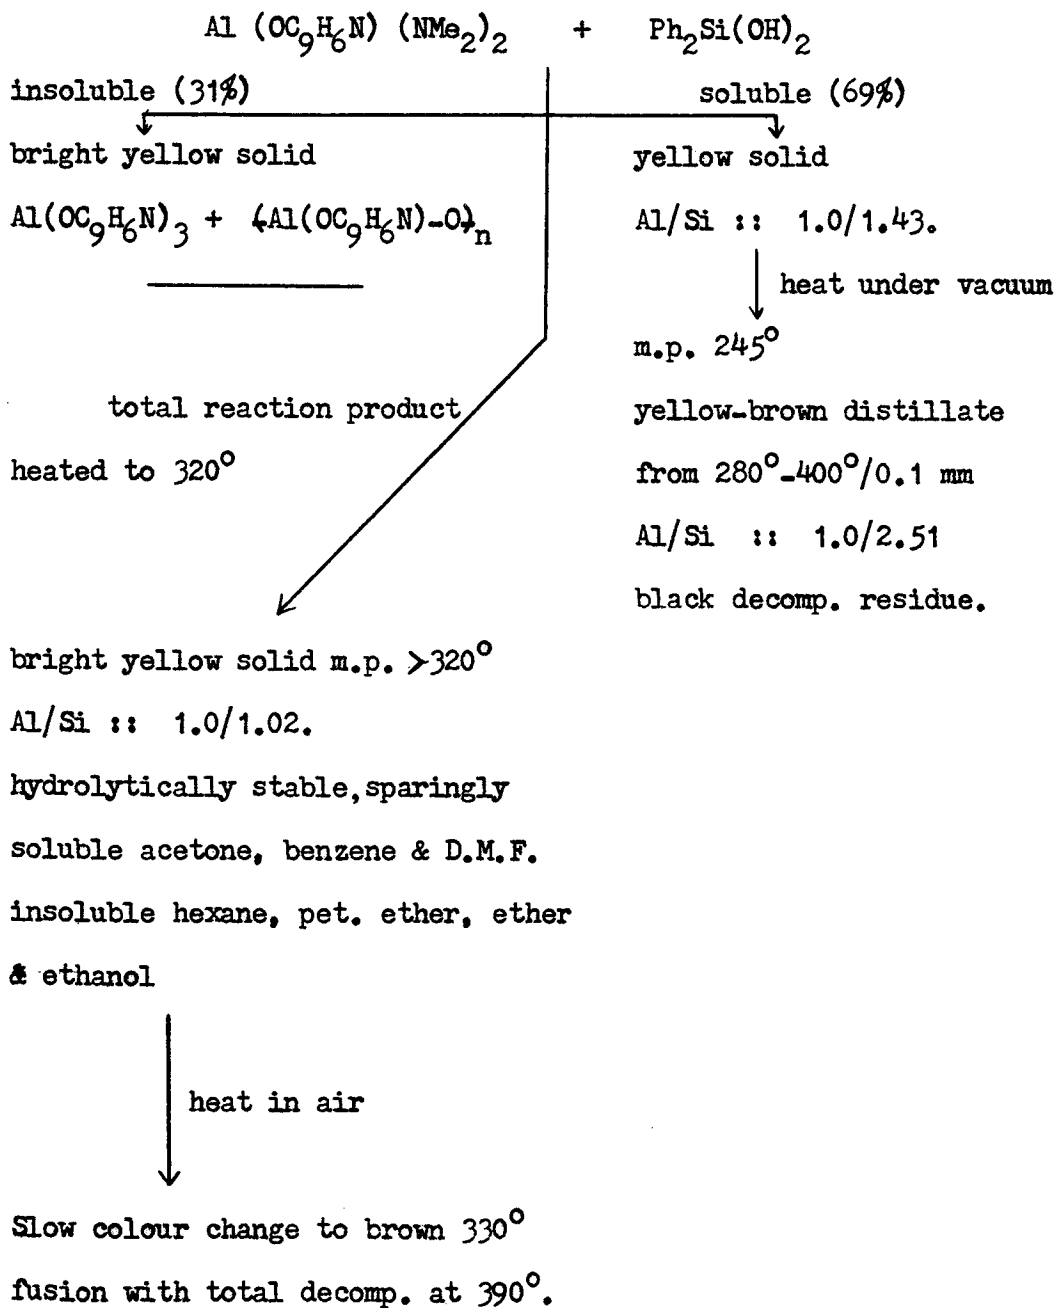 Al (OC9H6N) (NMe2)2 + Ph2Si(OH)2
insoluble (31%)
soluble (69%)
bright yellow solid
Al(OC9H6N)3 + (Al(OC9H6N)-O)n
yellow solid
Al/Si :: 1.0/1.43.
heat under vacuum
m.p. 245°
yellow-brown distillate
from 280°-400°/0.1 mm
Al/Si :: 1.0/2.51
black decomp. residue.
total reaction product
heated to 320°
bright yellow solid m.p. >320°
Al/Si :: 1.0/1.02.
hydrolytically stable, sparingly
soluble acetone, benzene & D.M.F.
insoluble hexane, pet. ether, ether
& ethanol
heat in air
Slow colour change to brown 330°
fusion with total decomp. at 390°.